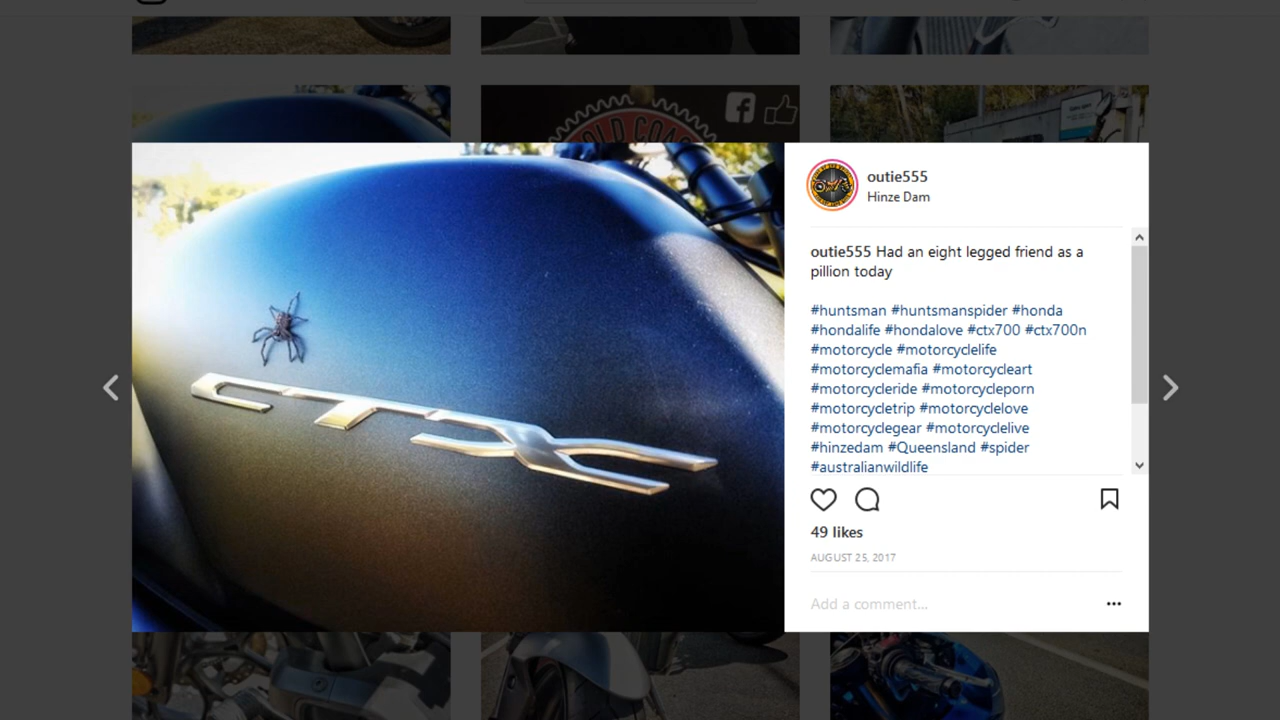 OLD COAS
outie555
Hinze Dam
outie555 Had an eight legged friend as a
pillion today
#huntsman #huntsmanspider #honda
#hondalife #hondalove #ctx700 #ctx700n
#motorcycle #motorcyclelife
#motorcyclemafia #motorcycleart
#motorcycleride #motorcycleporn
#motorcycletrip #motorcyclelove
#motorcyclegear #motorcyclelive
#hinzedam #Queensland #spider
#australianwildlife
CTX
49 likes
AUGUST 25, 2017
Add a comment...